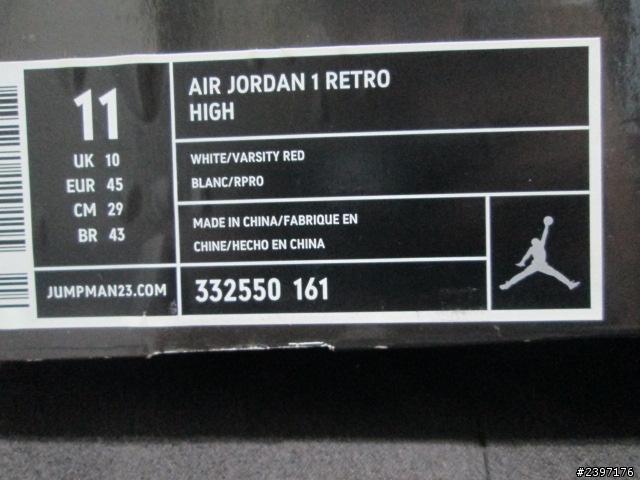 11
UK 10
EUR 45
CM 29
BR 43
JUMPMAN23.COM
AIR JORDAN 1 RETRO
HIGH
WHITE/VARSITY RED
BLANC/RPRO
MADE IN CHINA/FABRIQUE EN
CHINE/HECHO EN CHINA
332550 161
#2397176